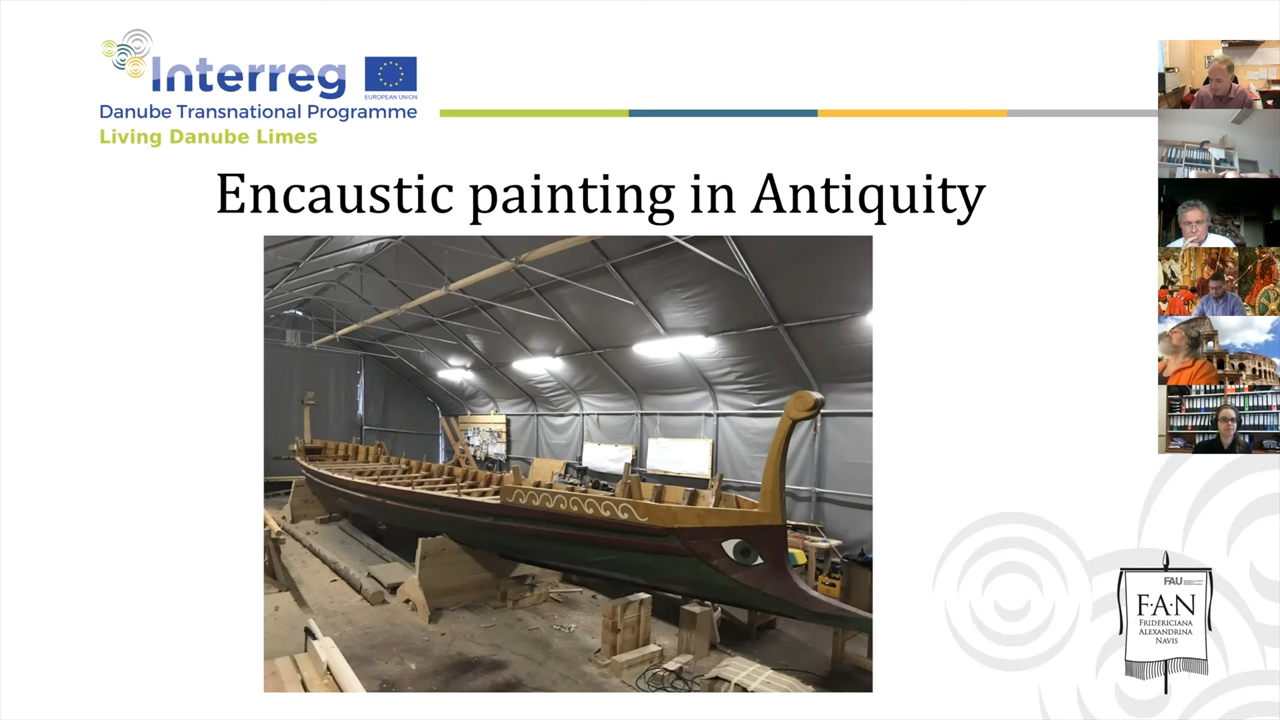 Interreg
EUROPEAN UNION
Danube Transnational Programme
Living Danube Limes
Encaustic painting in Antiquity
FAU
F·A·N
FRIDERICIANA
ALEXANDRINA
NAVIS